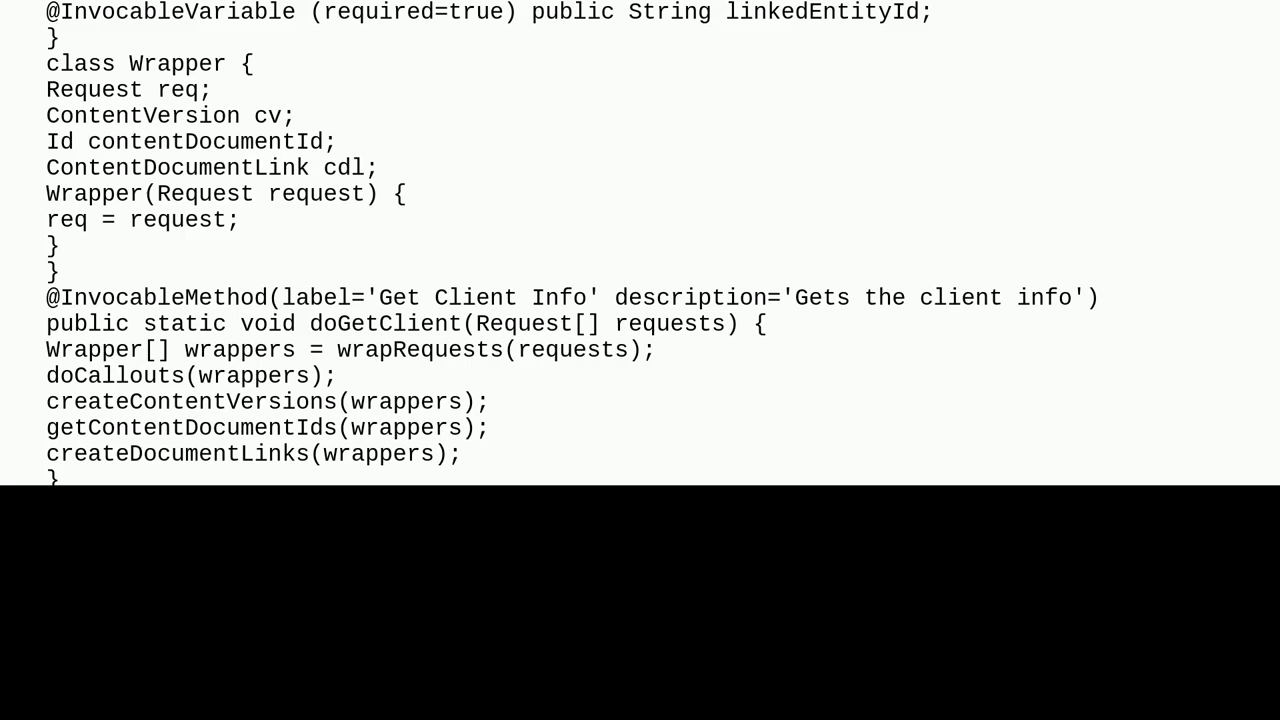 @InvocableVariable (required=true) public String linkedEntityId;
}
class Wrapper {
Request req;
ContentVersion cv;
Id contentDocumentId;
ContentDocumentLink cdl;
Wrapper(Request request) {
req = request;
}
}
@InvocableMethod(label='Get Client Info' description='Gets the client info')
public static void doGetClient(Request[] requests) {
Wrapper[] wrappers = wrapRequests(requests);
doCallouts(wrappers);
createContentVersions(wrappers);
getContentDocumentIds(wrappers);
createDocumentLinks(wrappers);
}